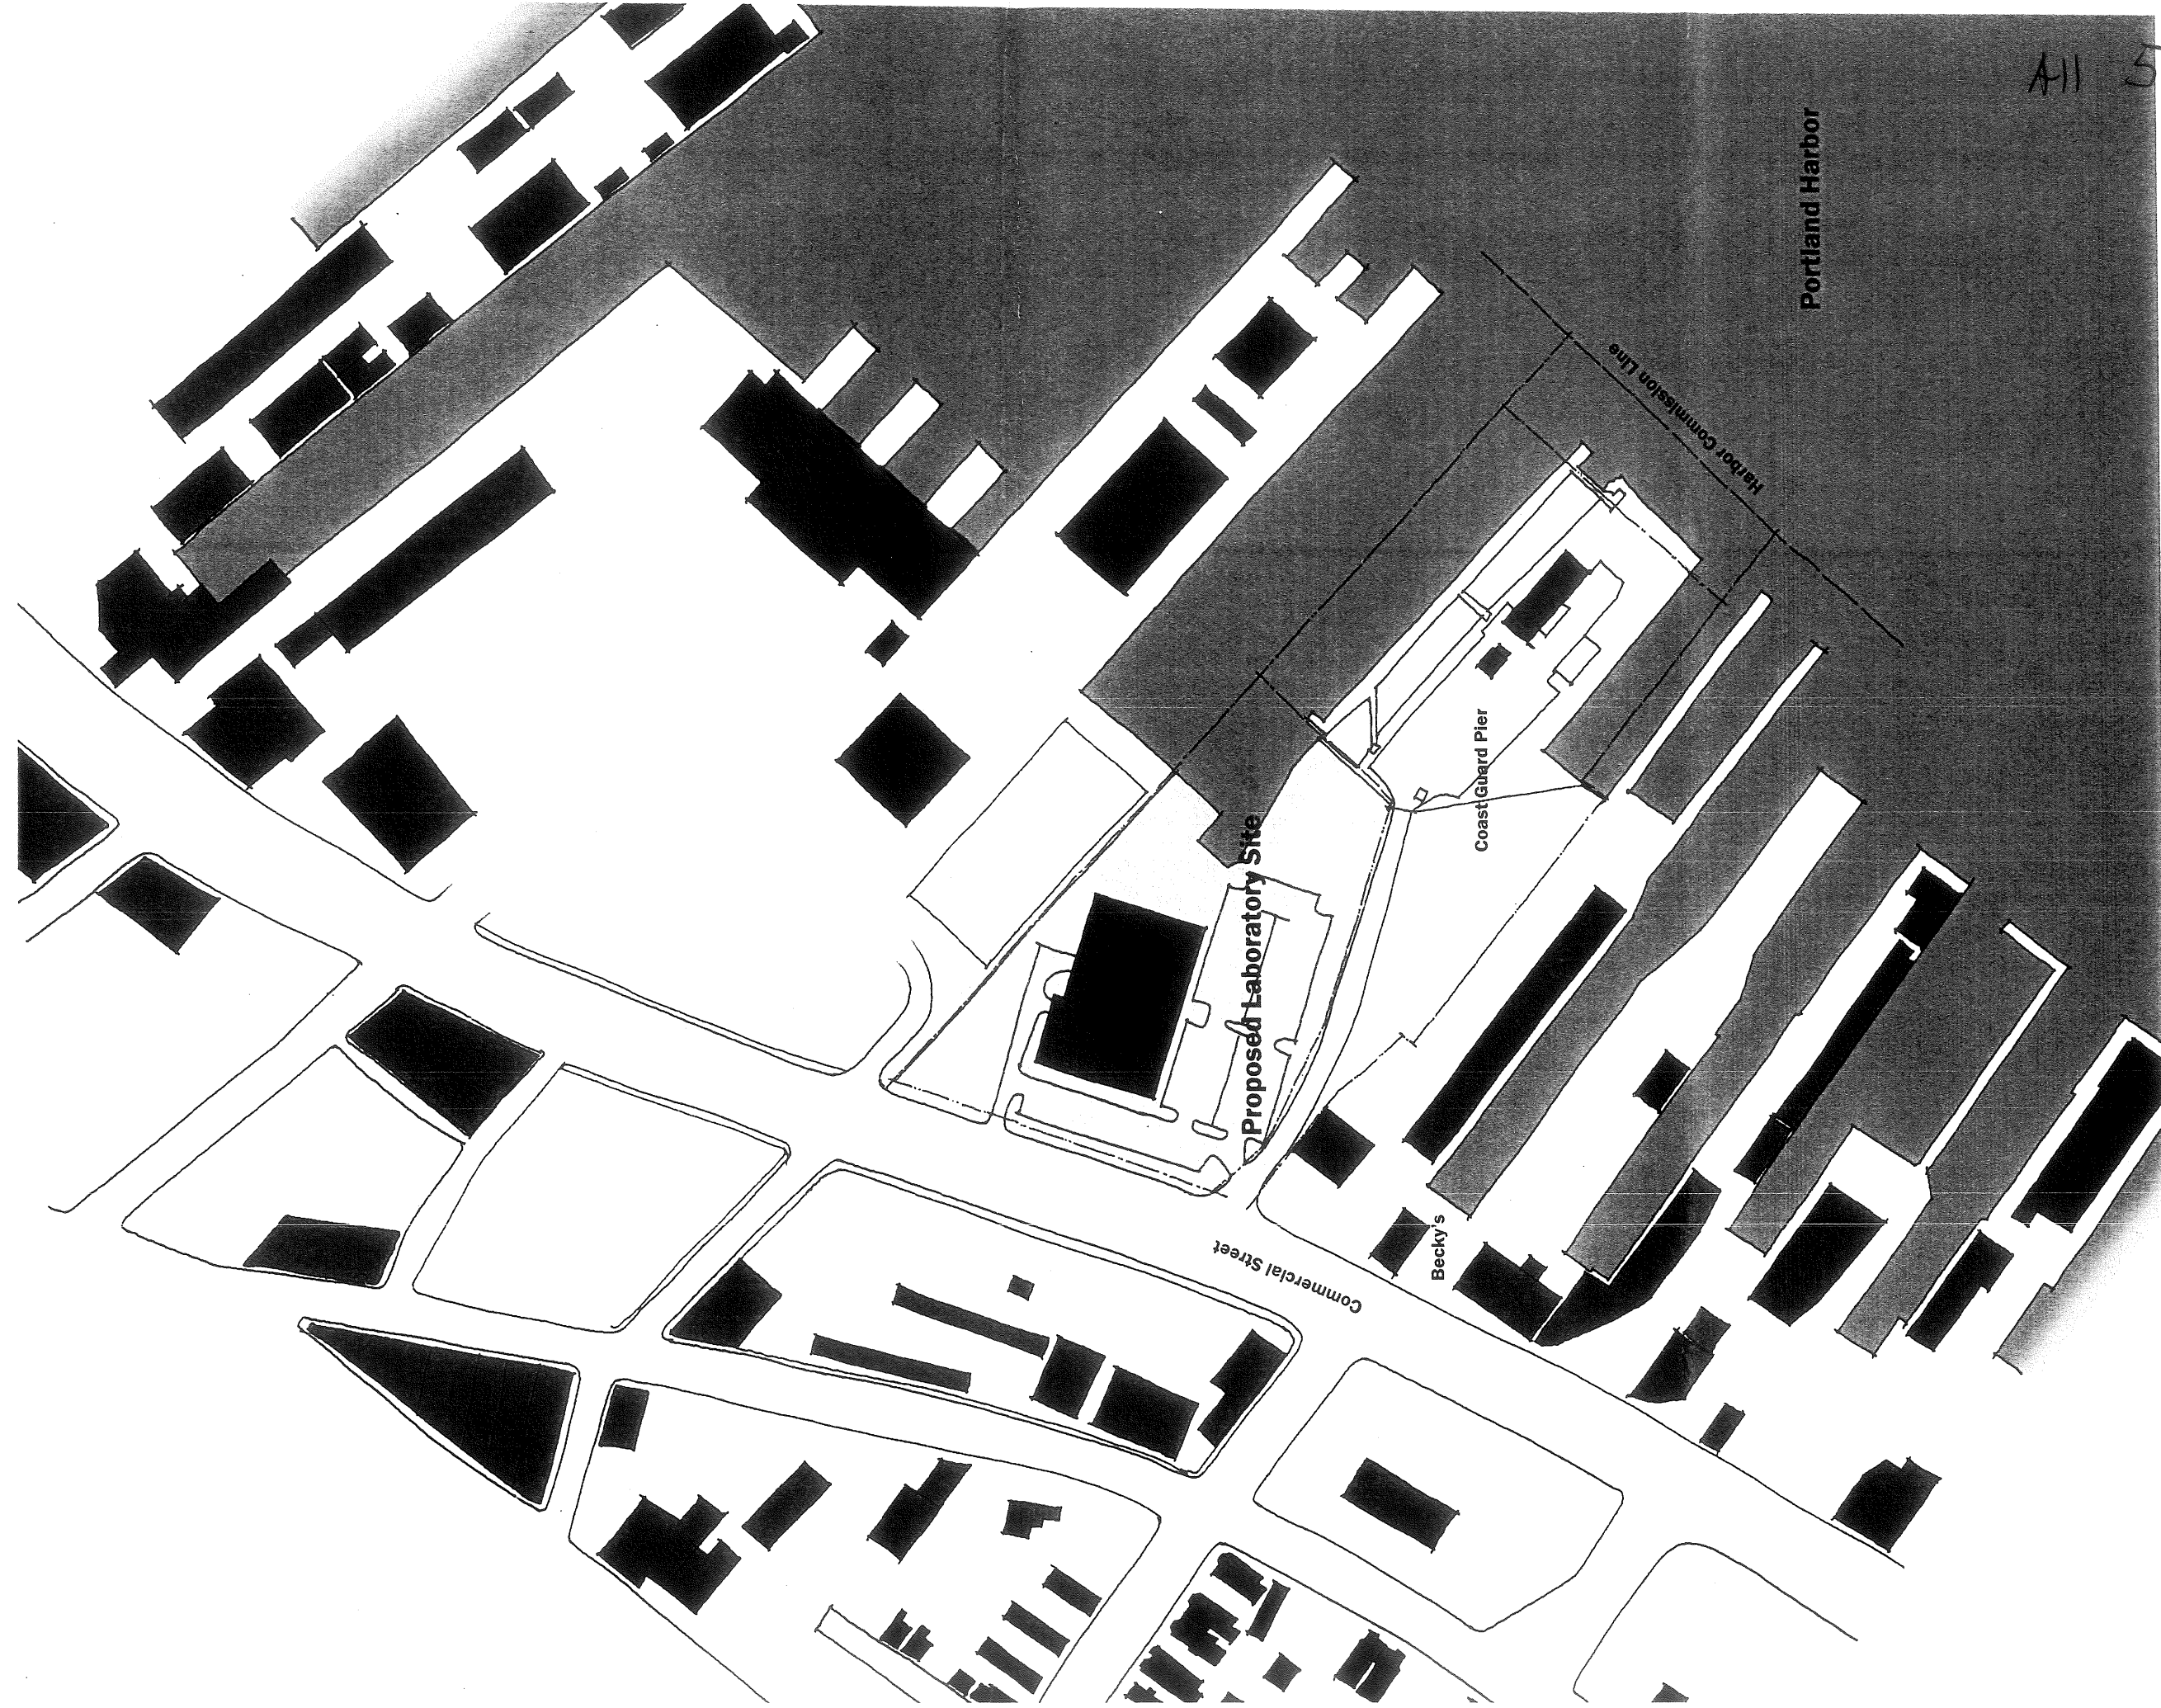 A11 5
Portland Harbor
Harbor Commission Line
Coast Guard Pier
Proposed Laboratory Site
Becky's
Commercial Street